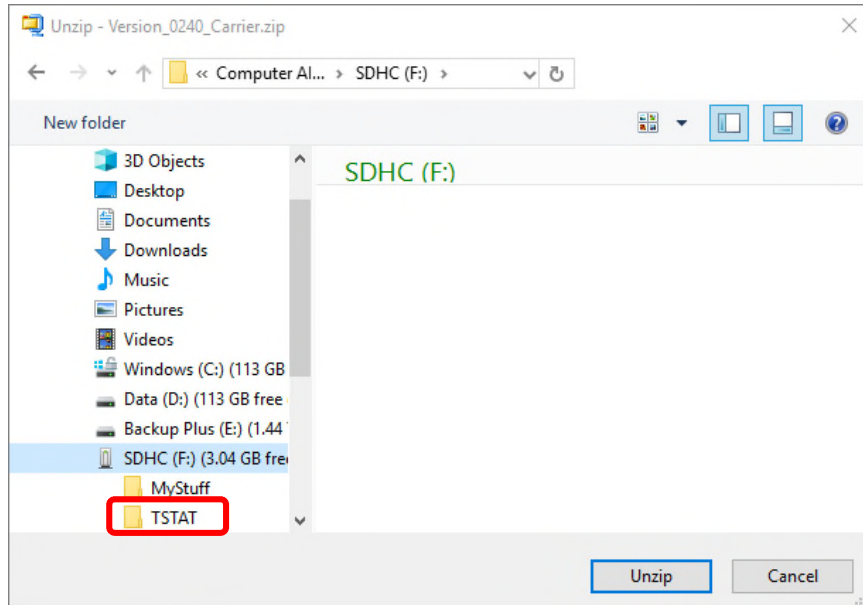 Unzip - Version_0240_Carrier.zip
« Computer Al... > SDHC (F:) >
New folder
3D Objects
Desktop
Documents
Downloads
Music
Pictures
Videos
Windows (C:) (113 GB
Data (D:) (113 GB free
Backup Plus (E:) (1.44
SDHC (F:) (3.04 GB free
MyStuff
TSTAT
SDHC (F:)
Unzip
Cancel